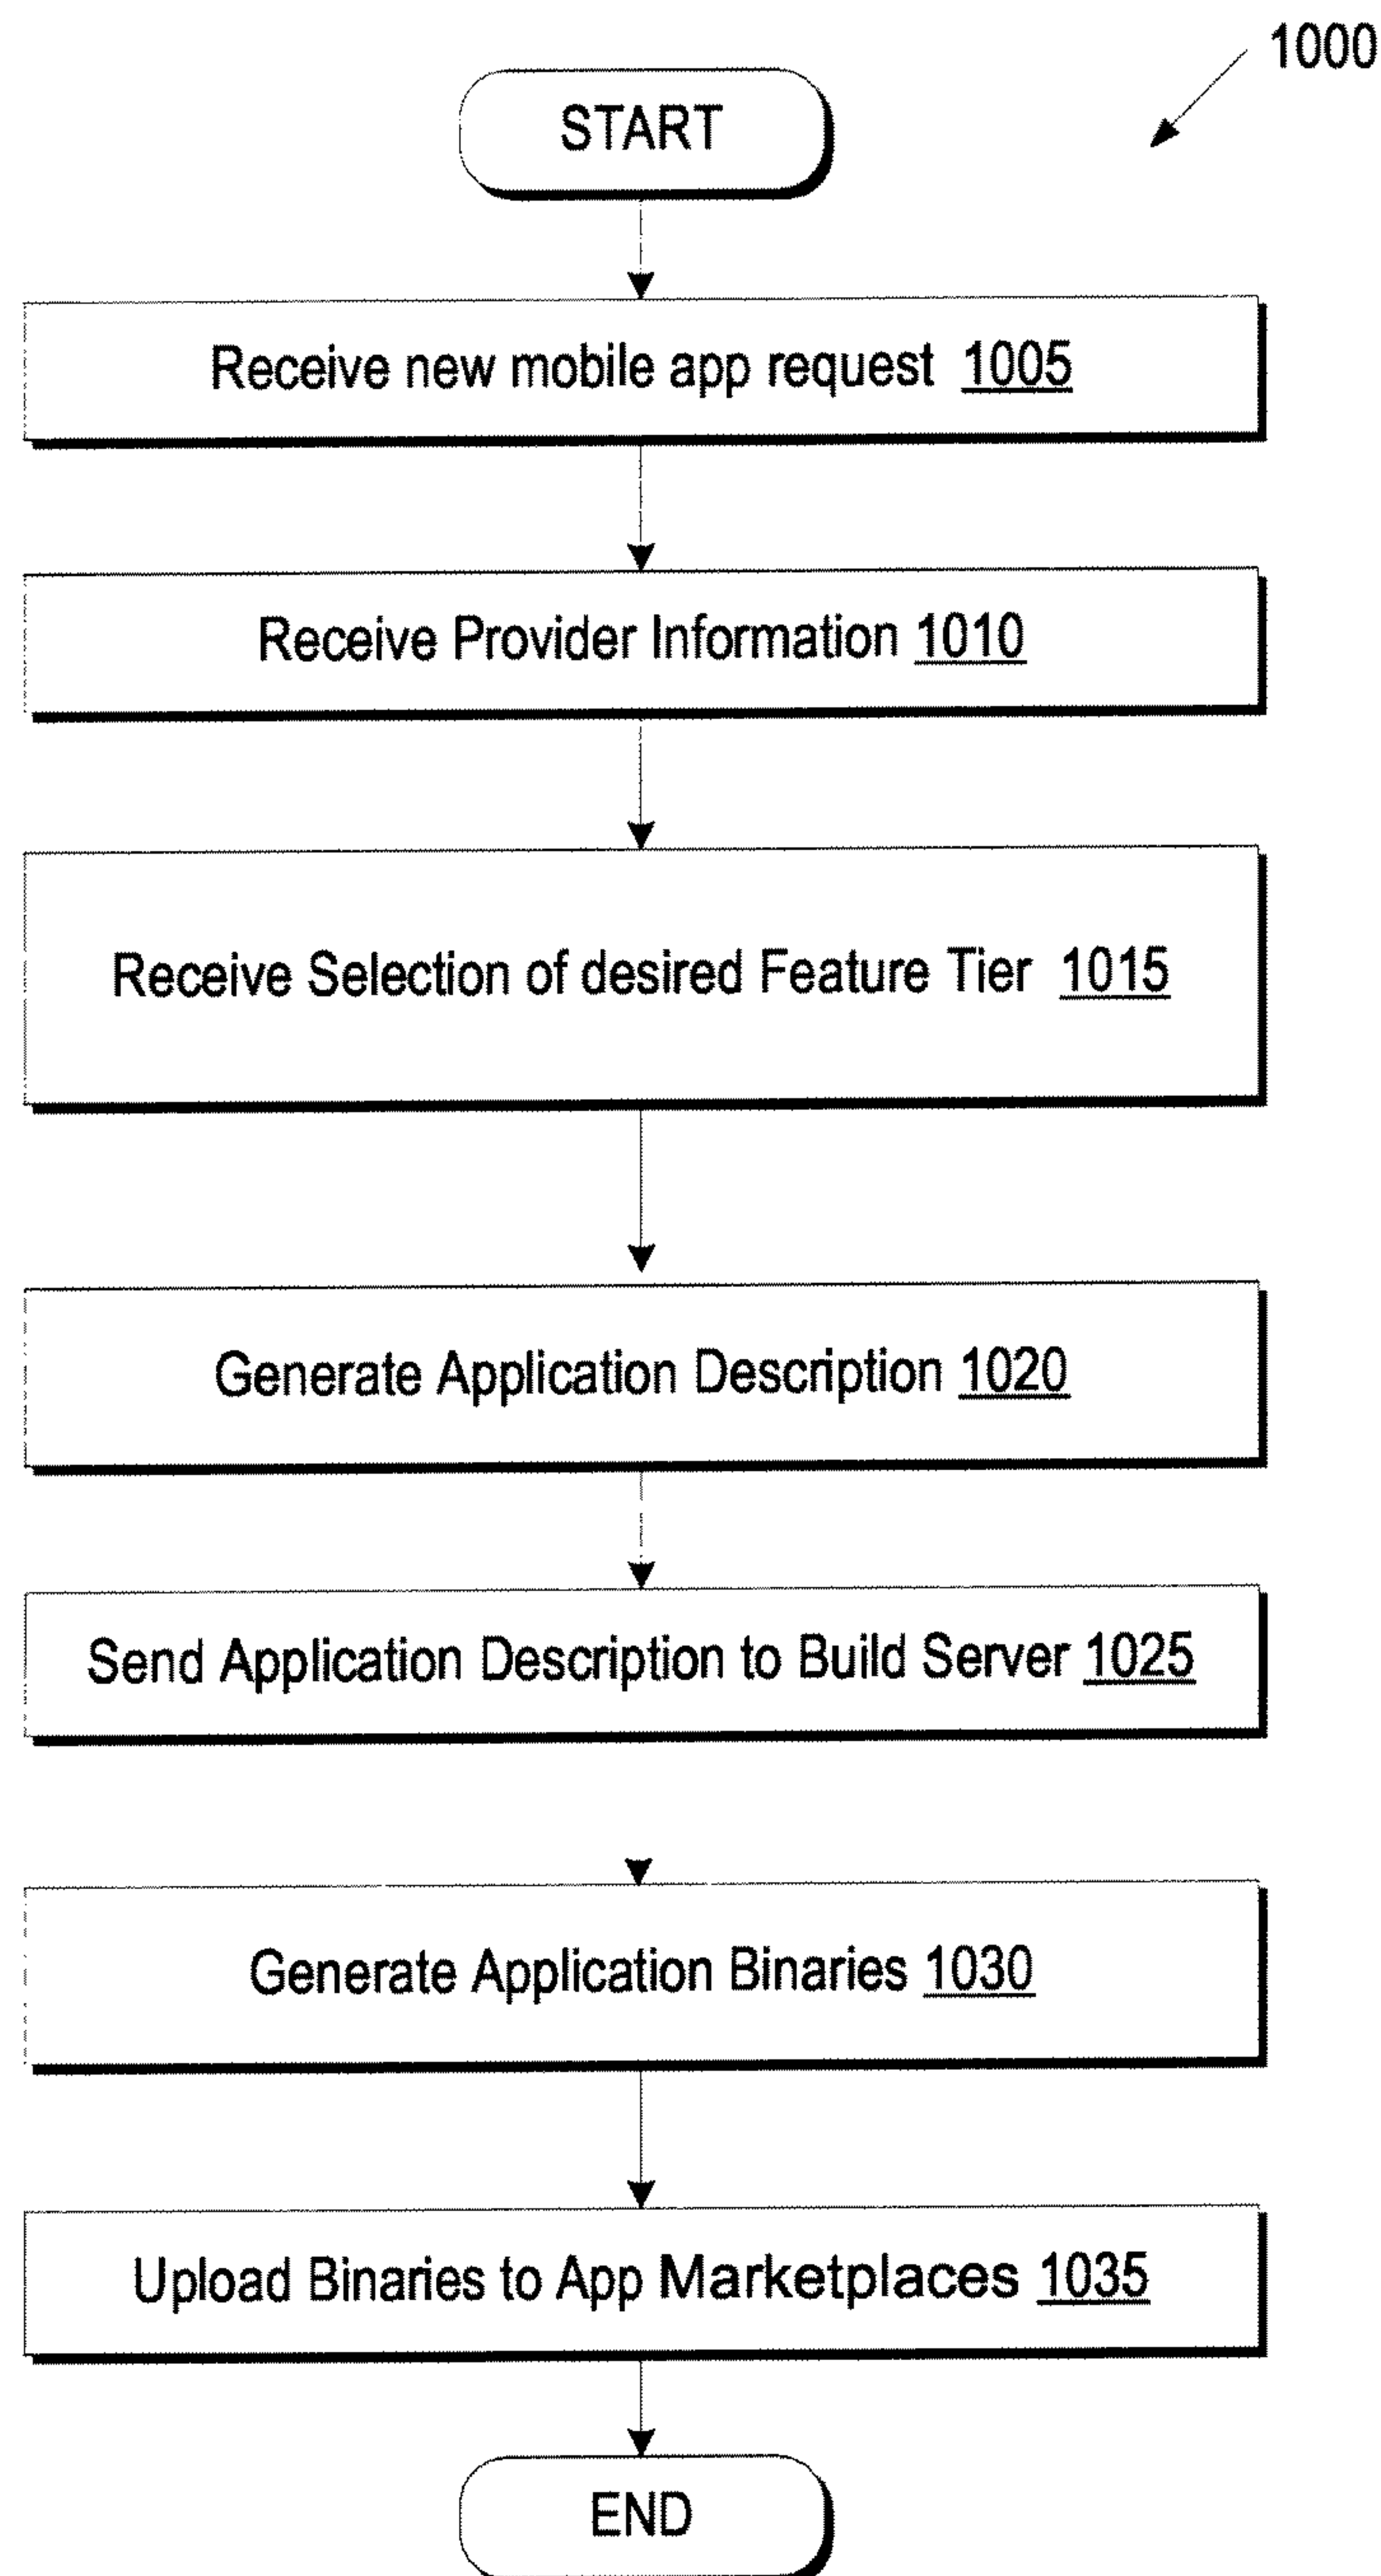 1000
START
Receive new mobile app request 1005
Receive Provider Information 1010
Receive Selection of desired Feature Tier 1015
Generate Application Description 1020
Send Application Description to Build Server 1025
Generate Application Binaries 1030
Upload Binaries to App Marketplaces 1035
END